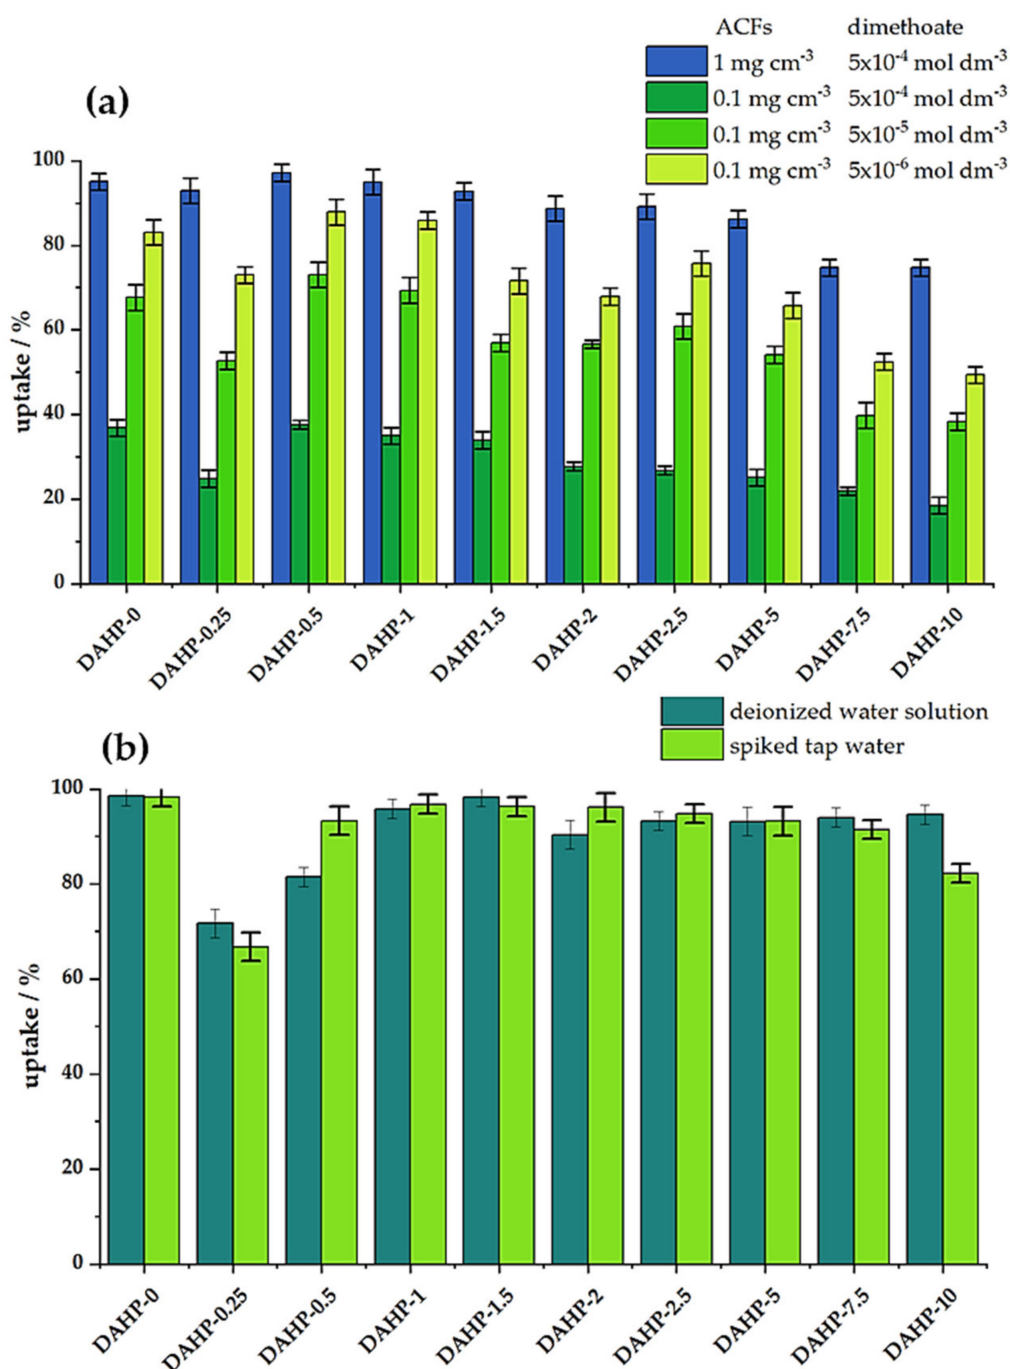 ACFs dimethoate
1 mg cm⁻³ 5x10⁻⁴ mol dm⁻³
0.1 mg cm⁻³ 5x10⁻⁴ mol dm⁻³
0.1 mg cm⁻³ 5x10⁻⁵ mol dm⁻³
0.1 mg cm⁻³ 5x10⁻⁶ mol dm⁻³
(a)
100
80
60
40
20
0
uptake / %
DAHP-0
DAHP-0.25
DAHP-0.5
DAHP-1
DAHP-1.5
DAHP-2
DAHP-2.5
DAHP-5
DAHP-7.5
DAHP-10
deionized water solution
spiked tap water
(b)
100
80
60
40
20
0
uptake / %
DAHP-0
DAHP-0.25
DAHP-0.5
DAHP-1
DAHP-1.5
DAHP-2
DAHP-2.5
DAHP-5
DAHP-7.5
DAHP-10